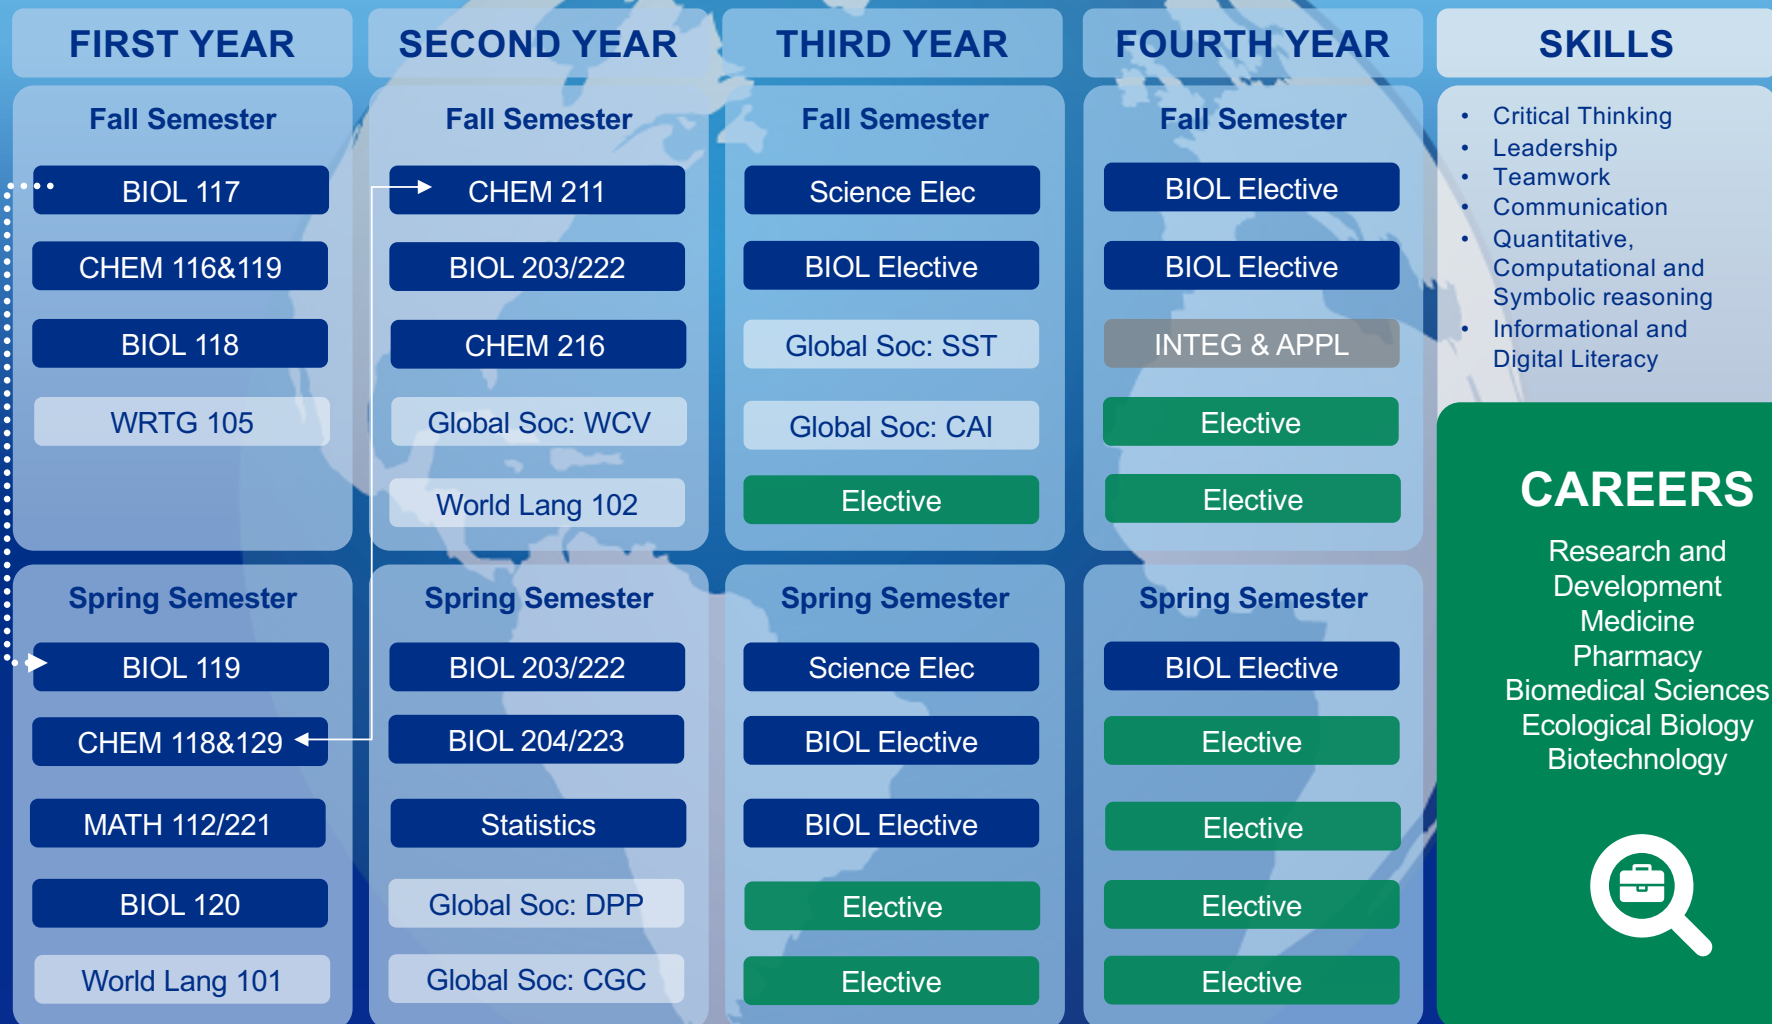 FIRST YEAR
Fall Semester
BIOL 117
CHEM 116&119
BIOL 118
WRTG 105
Spring Semester
BIOL 119
CHEM 118&129
MATH 112/221
BIOL 120
World Lang 101
SECOND YEAR
Fall Semester
CHEM 211
BIOL 203/222
CHEM 216
Global Soc: WCV
World Lang 102
Spring Semester
BIOL 203/222
BIOL 204/223
Statistics
Global Soc: DPP
Global Soc: CGC
THIRD YEAR
Fall Semester
Science Elec
BIOL Elective
Global Soc: SST
Global Soc: CAI
Elective
Spring Semester
Science Elec
BIOL Elective
BIOL Elective
Elective
Elective
FOURTH YEAR
Fall Semester
BIOL Elective
BIOL Elective
INTEG & APPL
Elective
Elective
Spring Semester
BIOL Elective
Elective
Elective
Elective
Elective
SKILLS
• Critical Thinking
• Leadership
• Teamwork
• Communication
• Quantitative,
Computational and
Symbolic reasoning
• Informational and
Digital Literacy
CAREERS
Research and
Development
Medicine
Pharmacy
Biomedical Sciences
Ecological Biology
Biotechnology